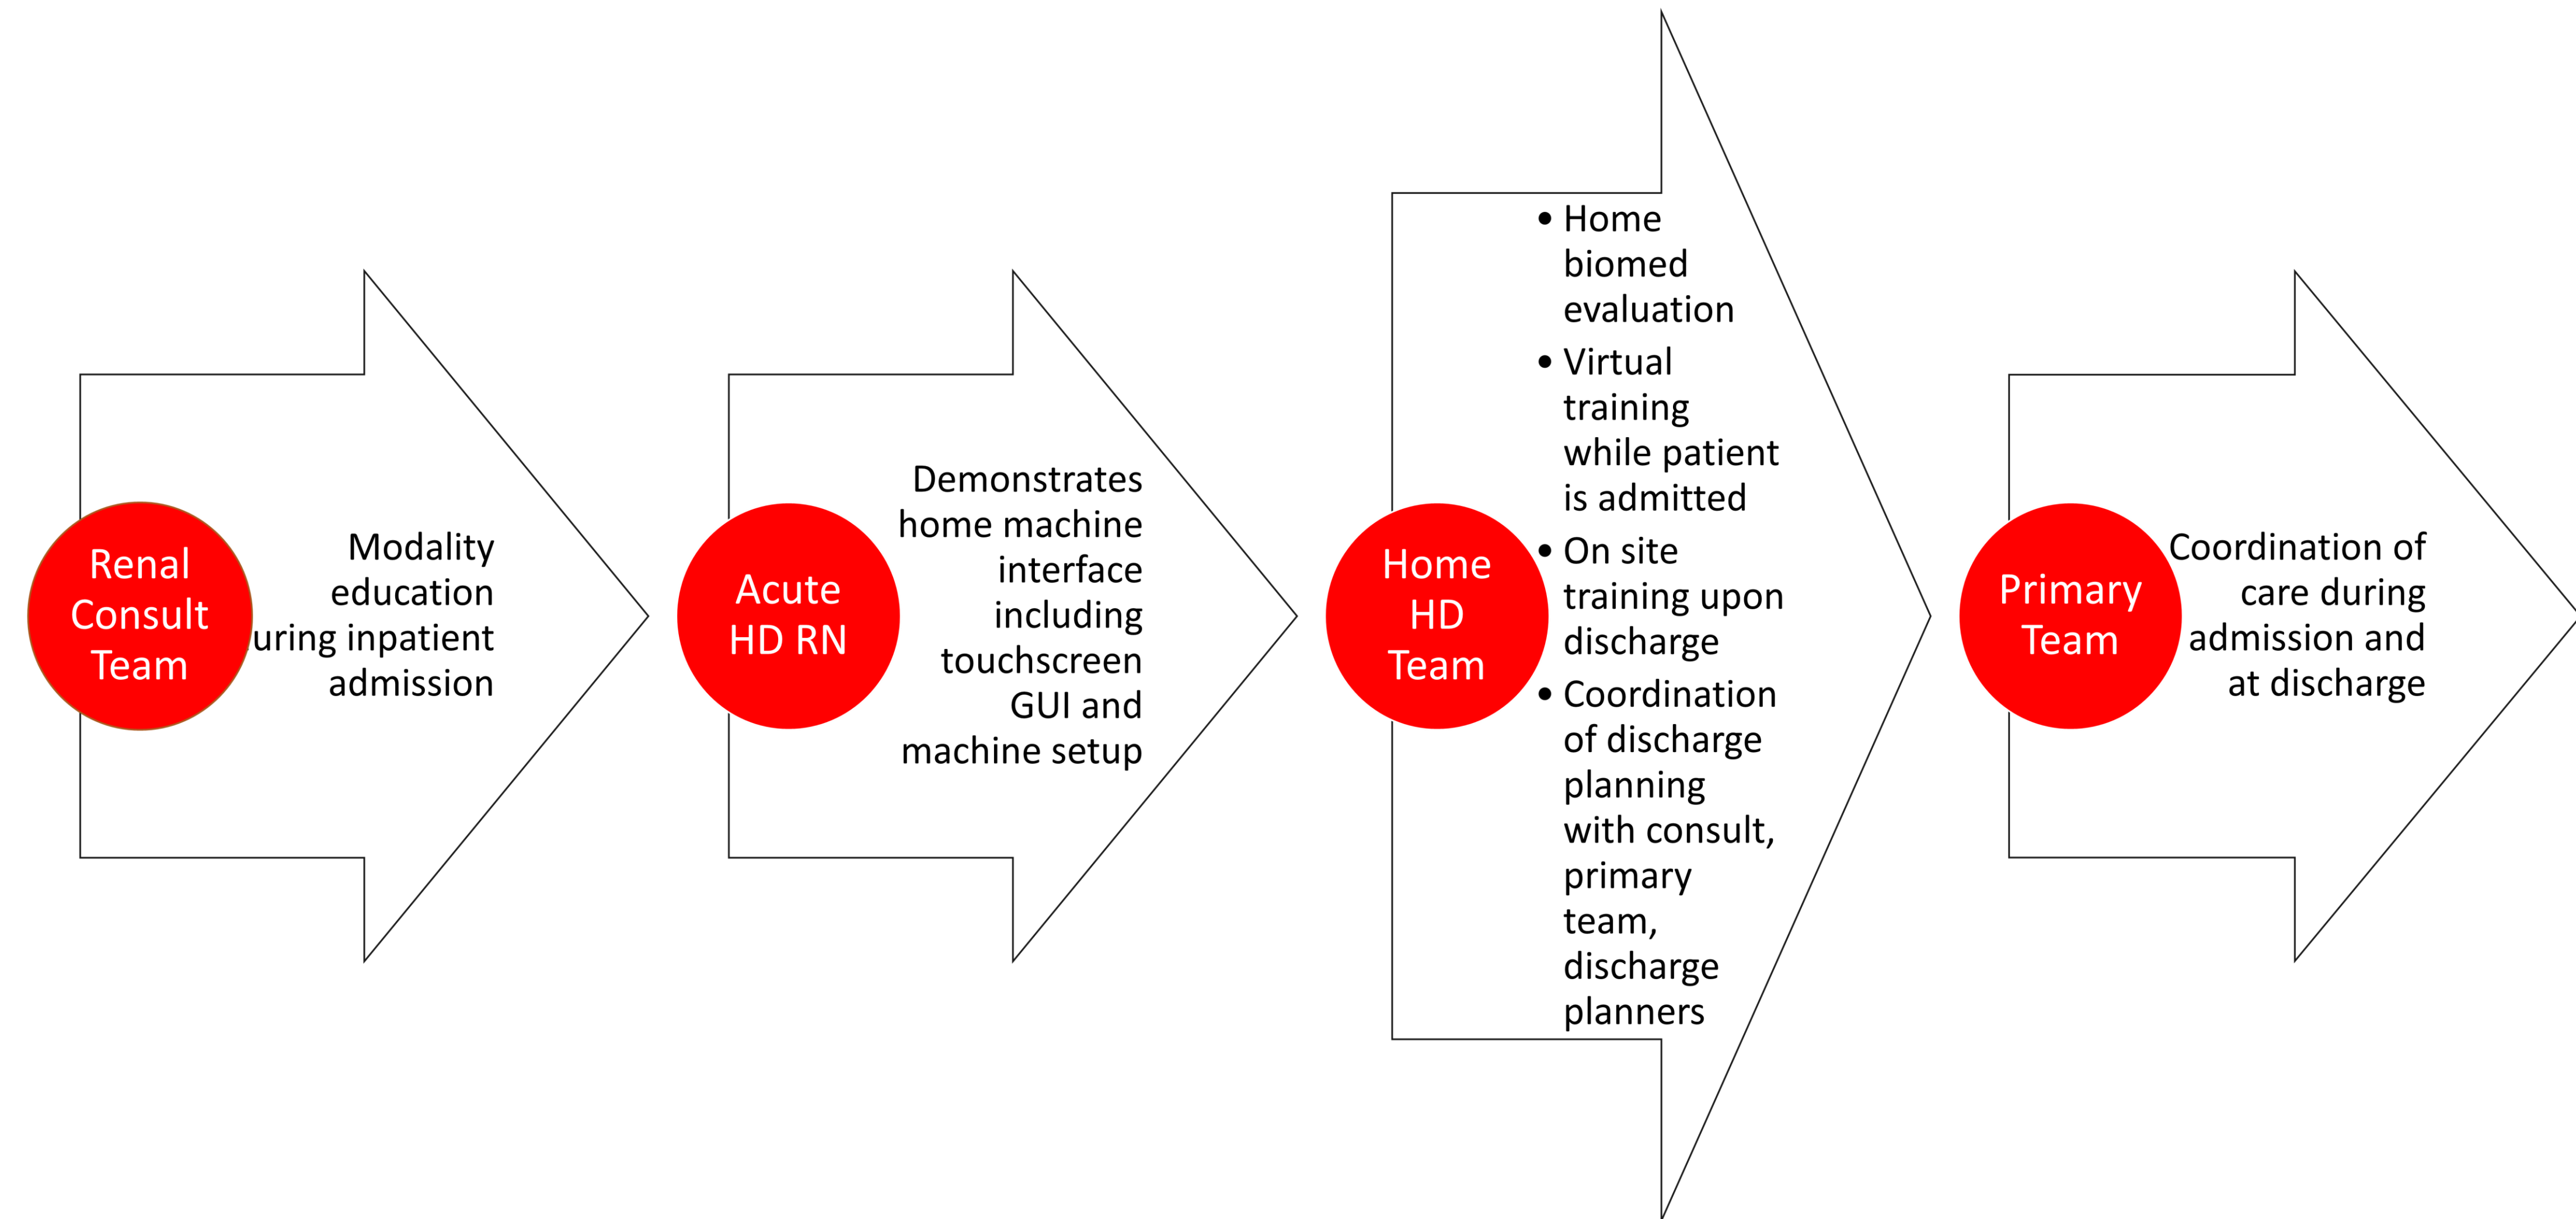 Renal
Consult
Team
Modality
education
uring inpatient
admission
Acute
HD RN
Demonstrates
home machine
interface
including
touchscreen
GUI and
machine setup
Home
HD
Team
• Home
biomed
evaluation
• Virtual
training
while patient
is admitted
• On site
training upon
discharge
• Coordination
of discharge
planning
with consult,
primary
team,
discharge
planners
Primary
Team
Coordination of
care during
admission and
at discharge